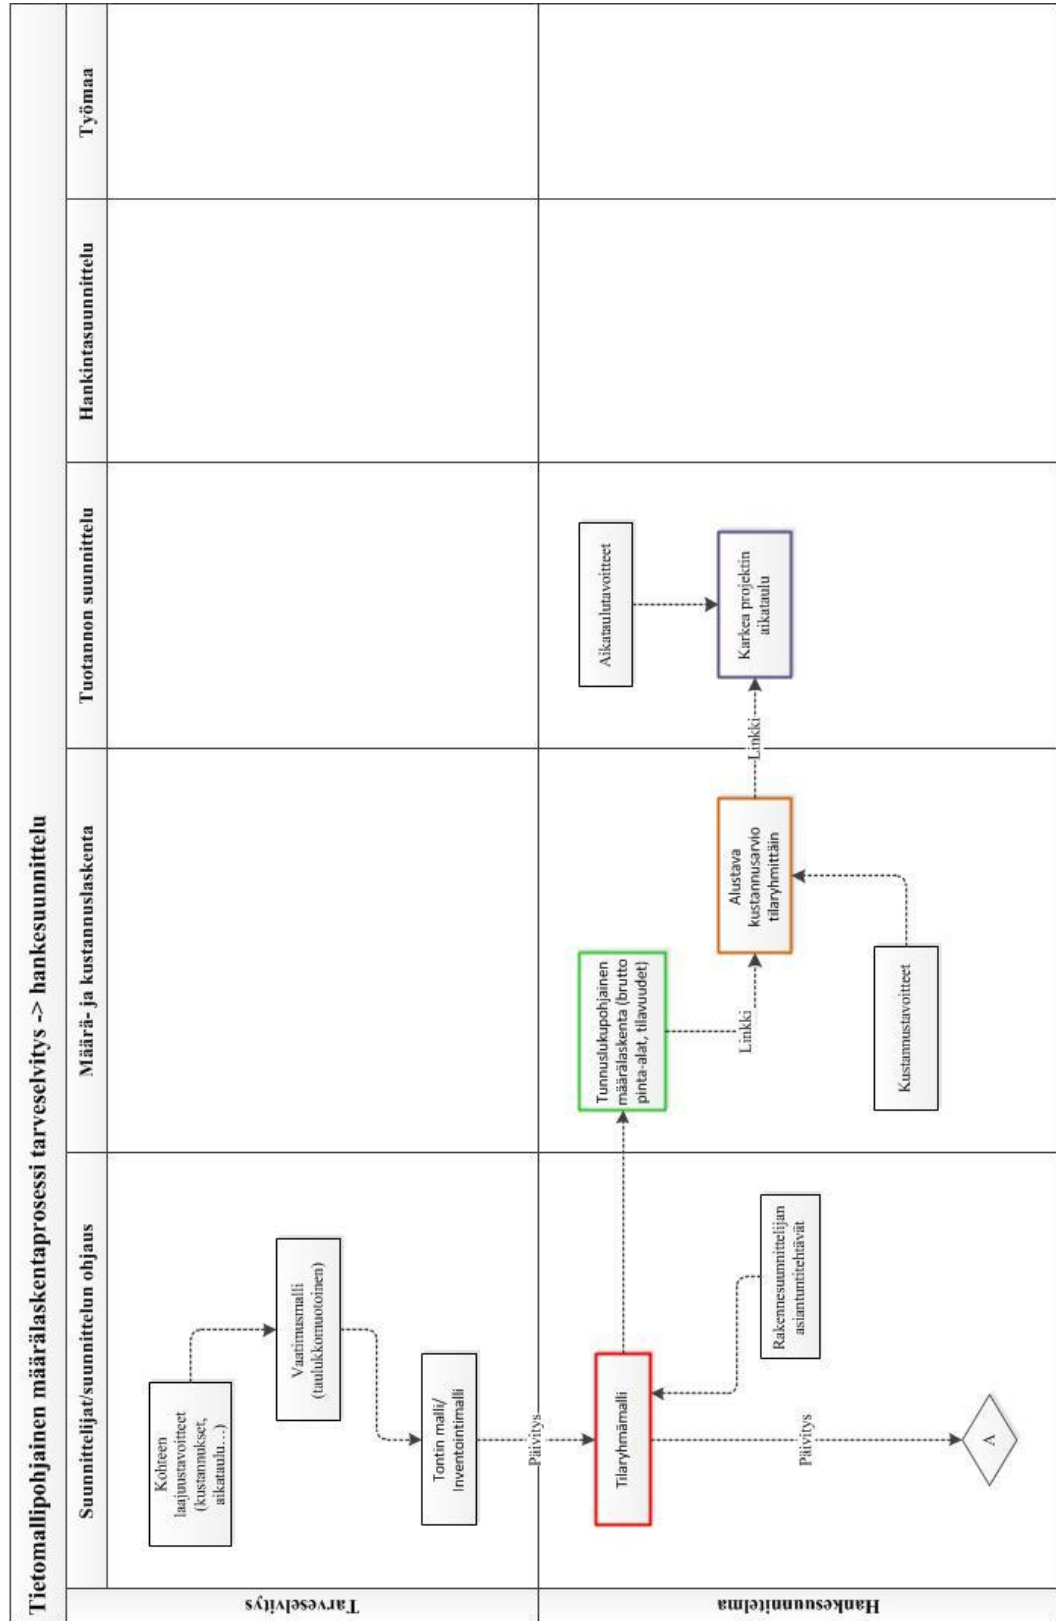 Tietomallipohjainen määrälaskentaprosessi tarveselvitys -> hankesuunnittelu
Suunnittelijat/suunnittelun ohjaus
Määrä- ja kustannuslaskenta
Tuotannon suunnittelu
Hankintasuunnittelu
Työmaa
Tarveselvitys
Kohteen
laajuustavoitteet
(kustannukset,
aikataulu…)
Vaatimusmalli
(taulukkomuotoinen)
Tontin malli/
Inventointimalli
Päivitys
Hankesuunnitelma
Tilaryhmämalli
Tunnuslukupohjainen
määrälaskenta (brutto
pinta-alat, tilavuudet)
Aikataulutavoitteet
Linkki
Alustava
kustannusarvio
tilaryhmittäin
Linkki
Karkea projektin
aikataulu
Rakennesuunnittelijan
asiantuntitehtävät
Kustannustavoitteet
Päivitys
A